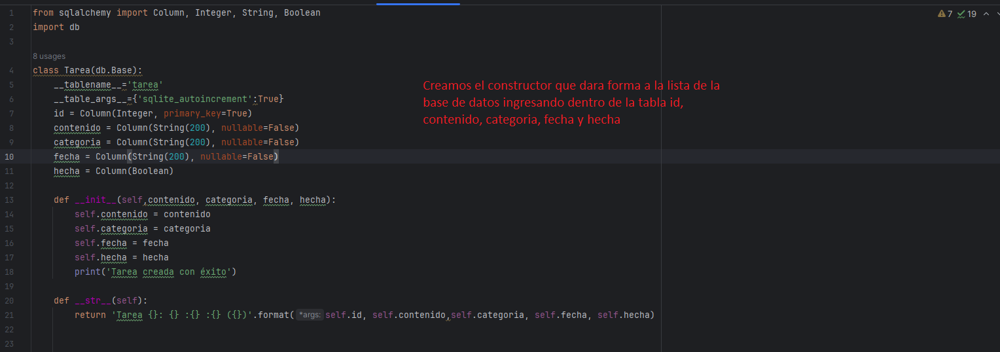 7 19
1 from sqlalchemy import Column, Integer, String, Boolean
2 import db
3
8 usages
4 class Tarea(db.Base):
5     __tablename__='tarea'
6     __table_args__={'sqlite_autoincrement':True}
7     id = Column(Integer, primary_key=True)
8     contenido = Column(String(200), nullable=False)
9     categoria = Column(String(200), nullable=False)
10     fecha = Column(String(200), nullable=False)
11     hecha = Column(Boolean)
12
13     def __init__(self,contenido, categoria, fecha, hecha):
14         self.contenido = contenido
15         self.categoria = categoria
16         self.fecha = fecha
17         self.hecha = hecha
18         print('Tarea creada con éxito')
19
20     def __str__(self):
21         return 'Tarea {}: {} :{} :{} ({})'.format( *args: self.id, self.contenido,self.categoria, self.fecha, self.hecha)
22
23
Creamos el constructor que dara forma a la lista de la
base de datos ingresando dentro de la tabla id,
contenido, categoria, fecha y hecha